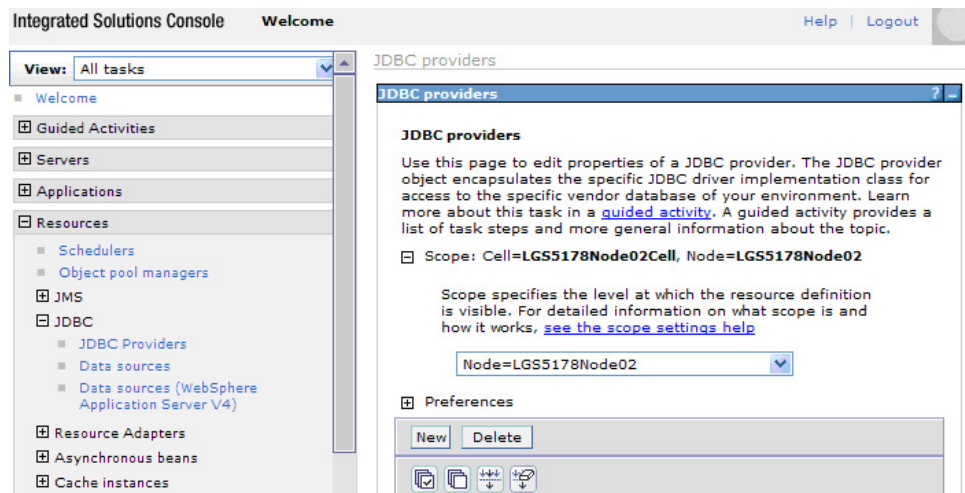 Integrated Solutions Console Welcome Help | Logout
View: All tasks
Welcome
Guided Activities
Servers
Applications
Resources
Schedulers
Object pool managers
JMS
JDBC
JDBC Providers
Data sources
Data sources (WebSphere
Application Server V4)
Resource Adapters
Asynchronous beans
Cache instances
JDBC providers
JDBC providers ? _
JDBC providers
Use this page to edit properties of a JDBC provider. The JDBC provider
object encapsulates the specific JDBC driver implementation class for
access to the specific vendor database of your environment. Learn
more about this task in a guided activity. A guided activity provides a
list of task steps and more general information about the topic.
Scope: Cell=LGS5178Node02Cell, Node=LGS5178Node02
Scope specifies the level at which the resource definition
is visible. For detailed information on what scope is and
how it works, see the scope settings help
Node=LGS5178Node02
Preferences
New Delete